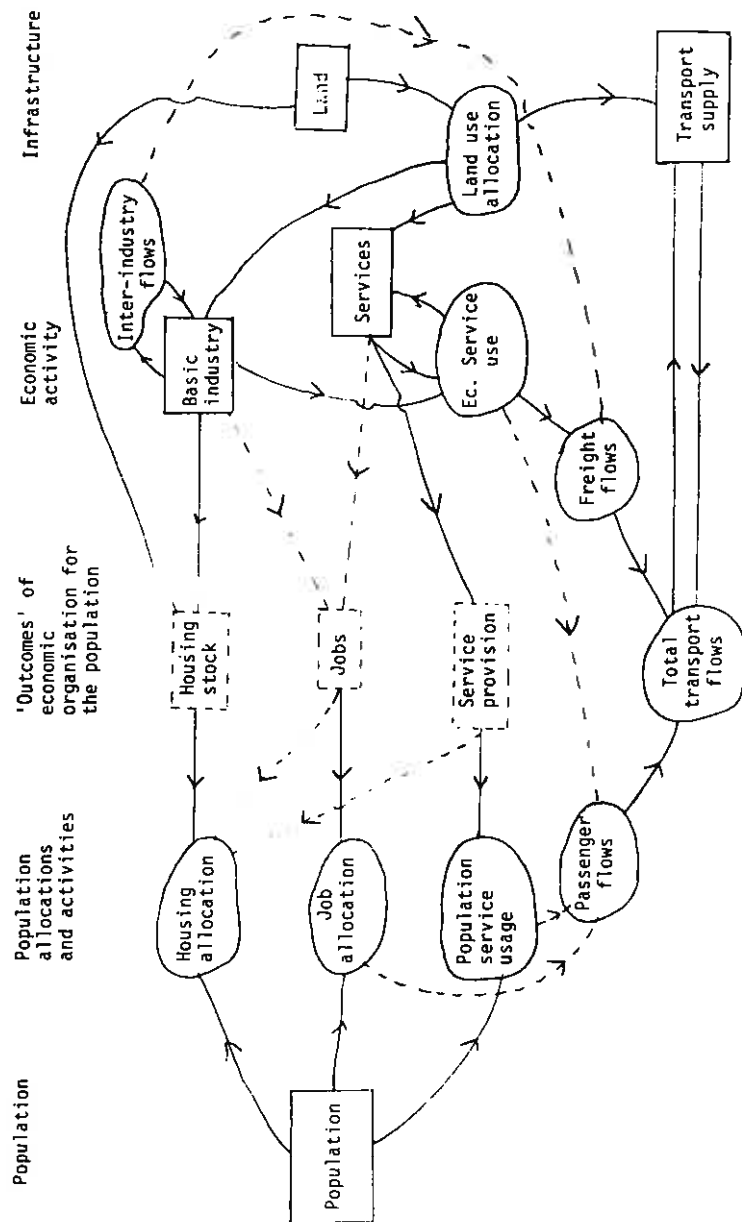 Population
Population
allocations
and activities
'Outcomes' of
economic
organisation for
the population
Economic
activity
Infrastructure
Population
Housing
allocation
Job
allocation
Population
service
usage
Passenger
flows
Housing
stock
Jobs
Service
provision
Total
transport
flows
Inter-industry
flows
Basic
industry
Services
Ec. Service
use
Freight
flows
Land
Land use
allocation
Transport
supply